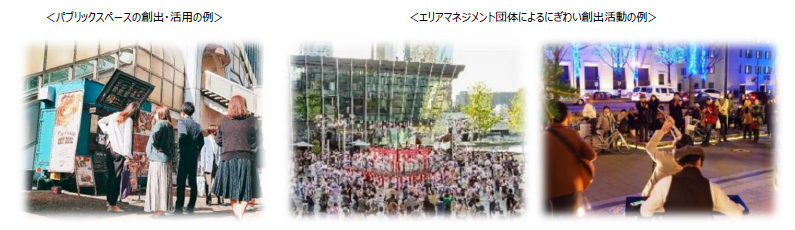 <パブリックスペースの創出・活用の例>
<エリアマネジメント団体によるにぎわい創出活動の例>